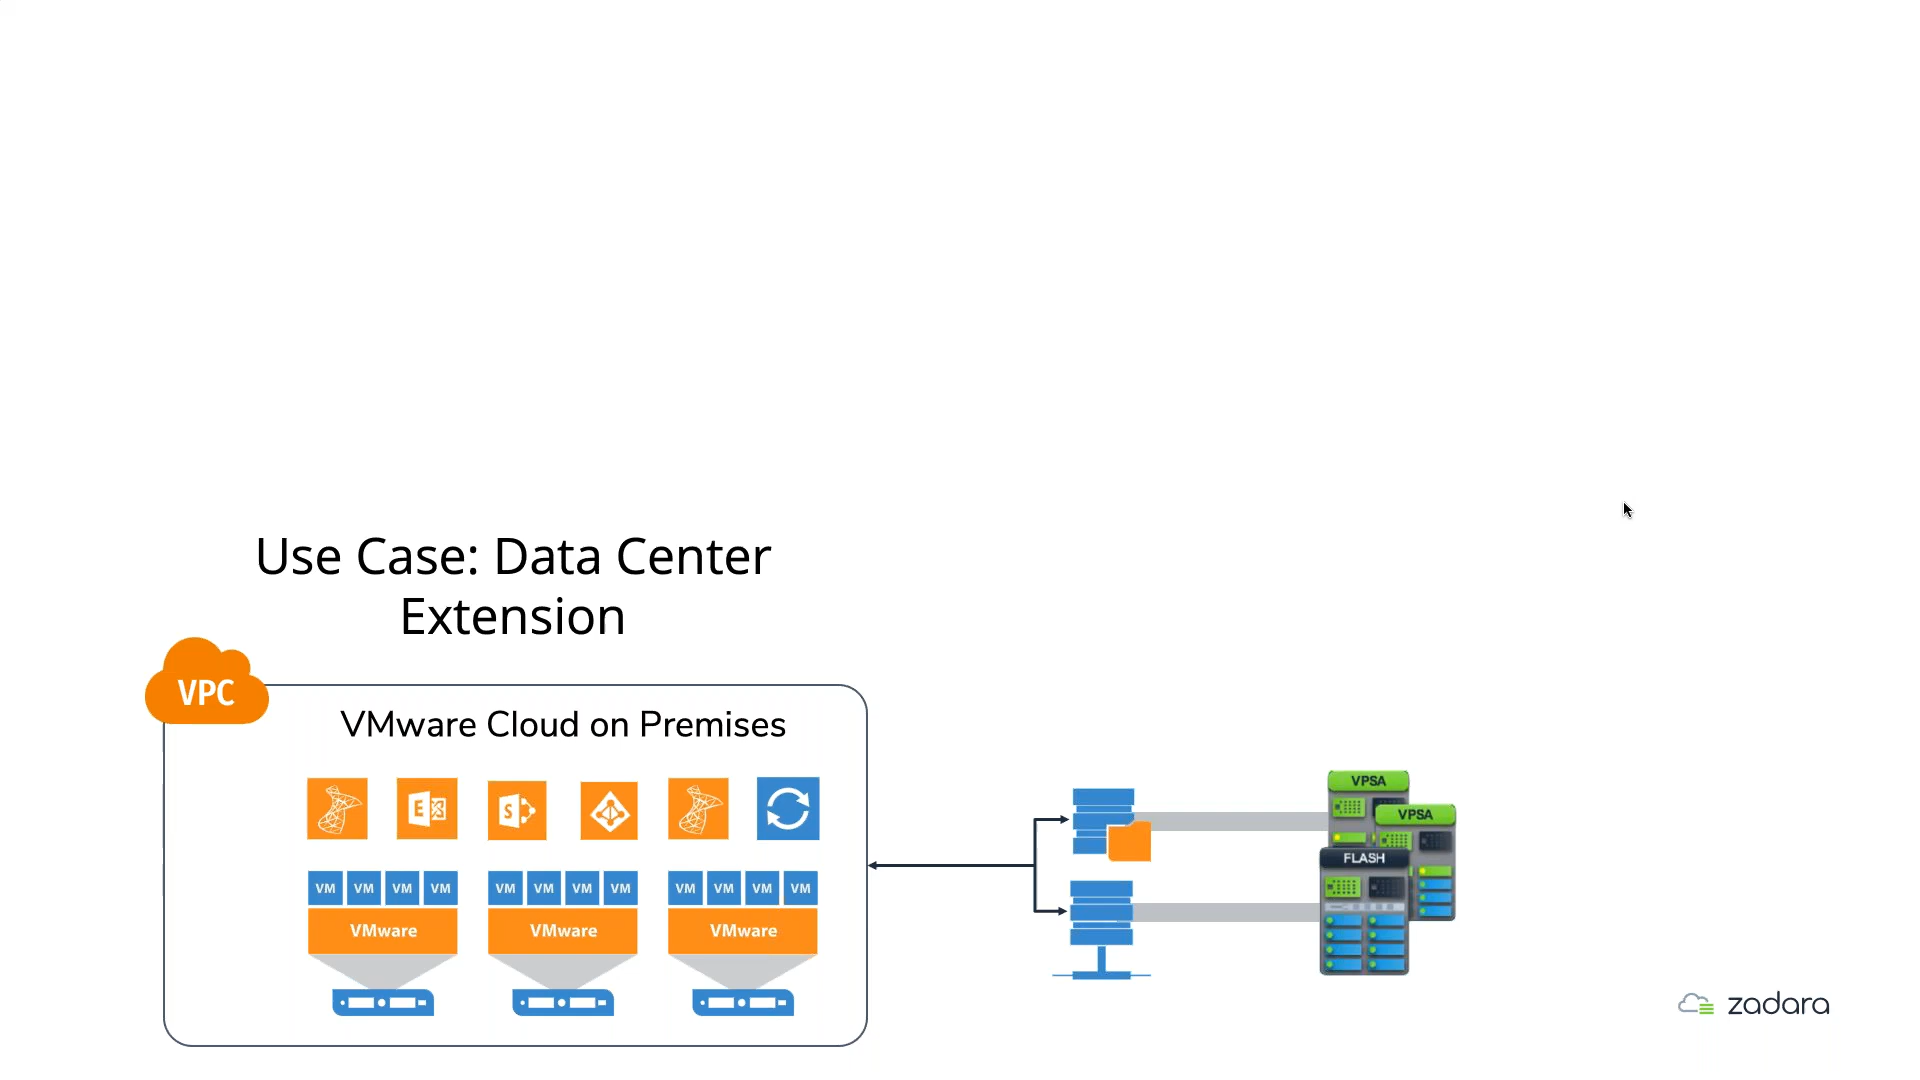 Use Case: Data Center
Extension
VPC
VMware Cloud on Premises
E
S
VPSA
VPSA
FLASH
VM VM VM VM VM VM VM VM VM VM VM VM
VMware VMware VMware
zadara